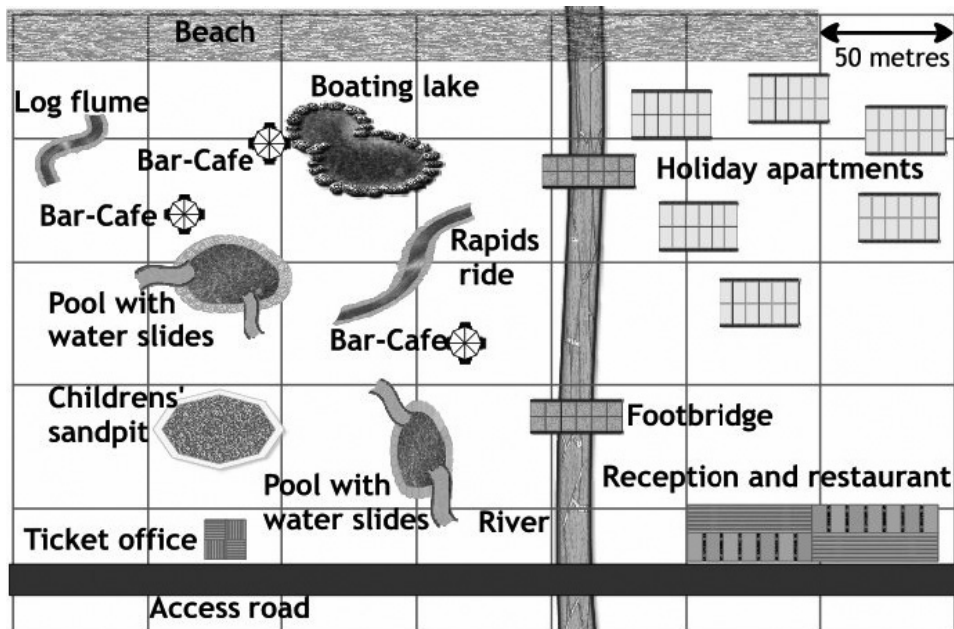 Beach
50 metres
Log flume
Boating lake
Bar-Cafe
Holiday apartments
Bar-Cafe
Rapids
ride
Pool with
water slides
Bar-Cafe
Childrens'
sandpit
Footbridge
Pool with
water slides
Reception and restaurant
River
Ticket office
Access road